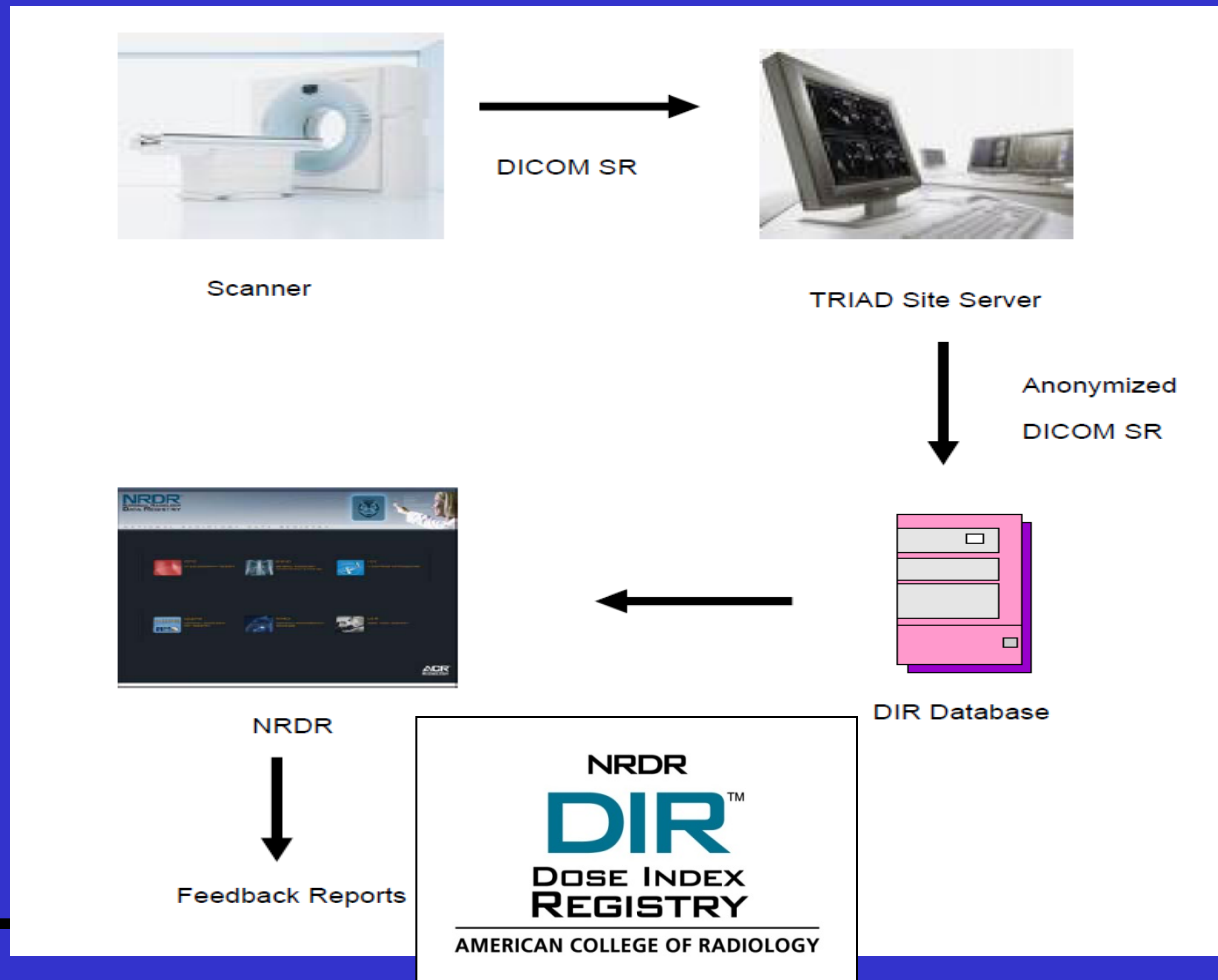 DICOM SR
Scanner
TRIAD Site Server
Anonymized
DICOM SR
NRDR
ACR
DIR Database
NRDR
Feedback Reports
NRDR
DIR™
DOSE INDEX
REGISTRY
AMERICAN COLLEGE OF RADIOLOGY